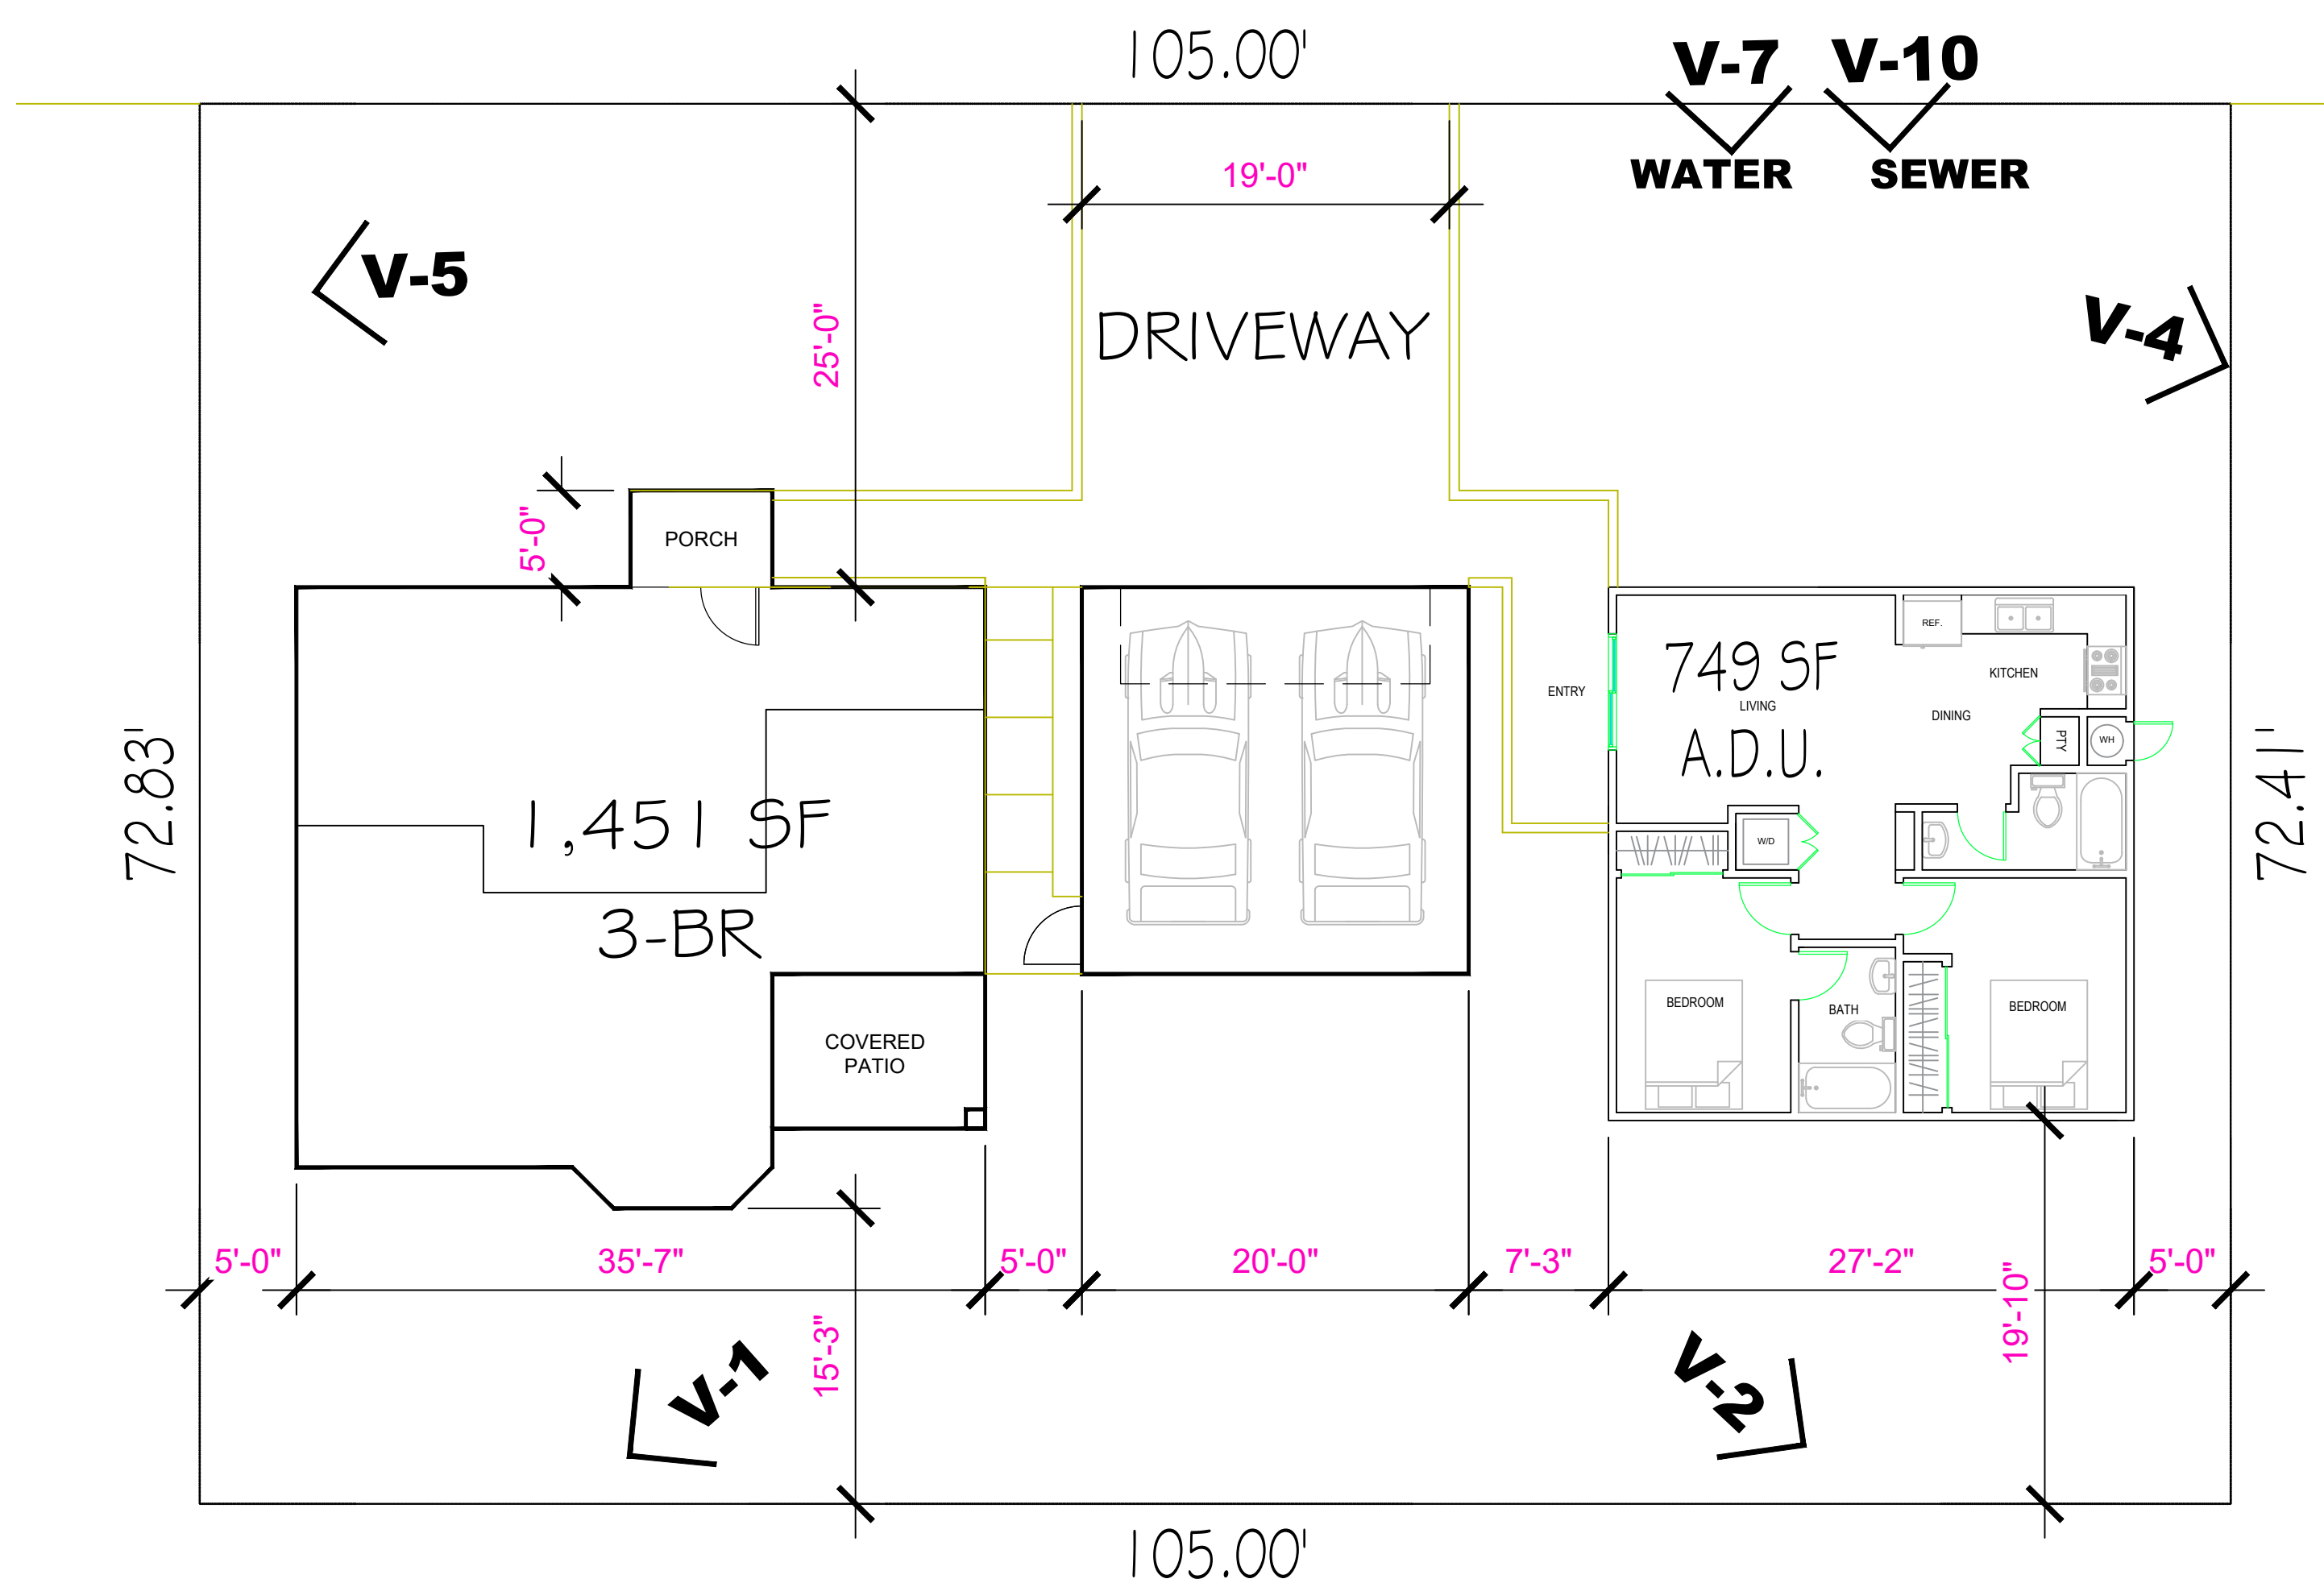 105.00'
V-7
V-10
WATER
SEWER
19'-0"
V-5
V-4
25'-0"
DRIVEWAY
5'-0"
PORCH
REF.
749 SF
KITCHEN
ENTRY
LIVING
DINING
A.D.U.
PTY
WH
72.83'
72.41'
1,451 SF
W/D
3-BR
BEDROOM
BATH
BEDROOM
COVERED
PATIO
5'-0"
35'-7"
5'-0"
20'-0"
7'-3"
27'-2"
5'-0"
19'-10"
15'-3"
V-1
V-2
105.00'